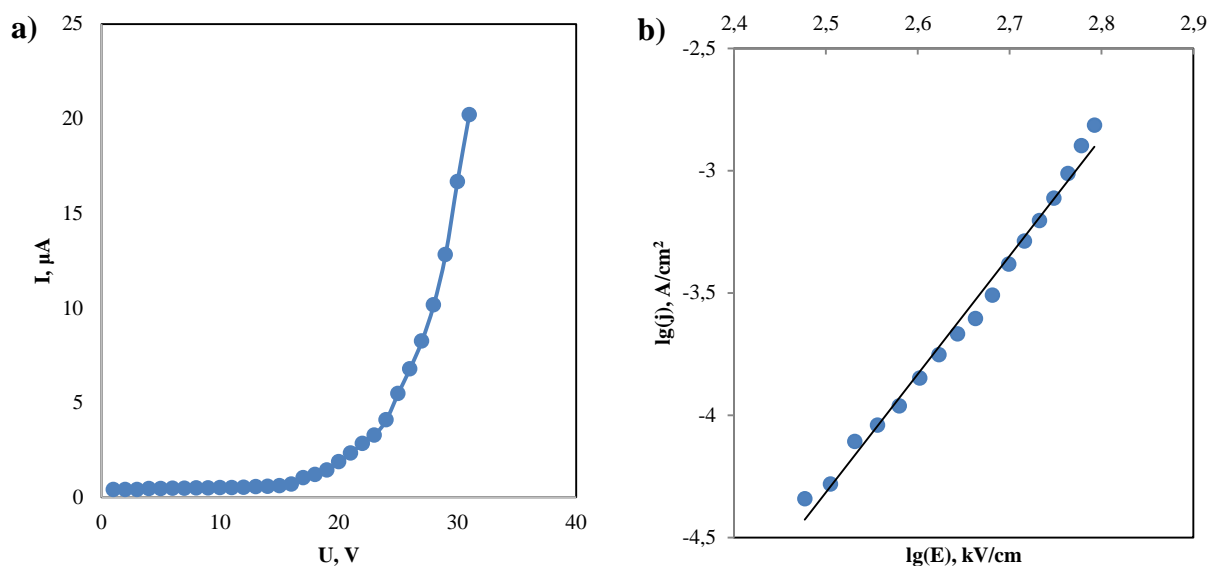 a)
25
20
15
10
5
0
I, μA
0 10 20 30 40
U, V
b)
2,4 2,5 2,6 2,7 2,8 2,9
-2,5
-3
-3,5
-4
-4,5
lg(j), A/cm²
lg(E), kV/cm